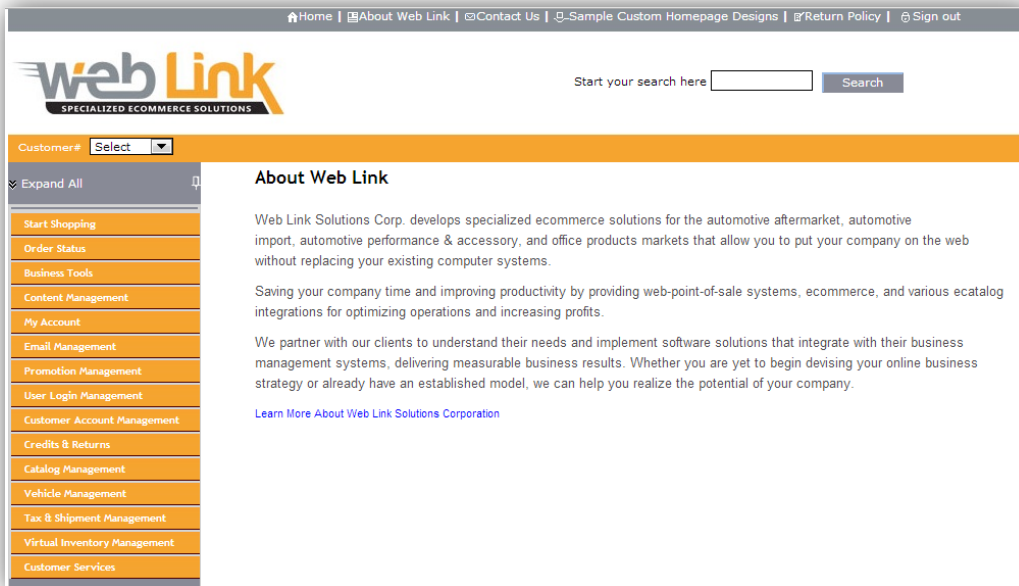 Home | About Web Link | Contact Us | Sample Custom Homepage Designs | Return Policy | Sign out
web Link
SPECIALIZED ECOMMERCE SOLUTIONS
Start your search here Search
Customer# Select
Expand All
Start Shopping
Order Status
Business Tools
Content Management
My Account
Email Management
Promotion Management
User Login Management
Customer Account Management
Credits & Returns
Catalog Management
Vehicle Management
Tax & Shipment Management
Virtual Inventory Management
Customer Services
About Web Link
Web Link Solutions Corp. develops specialized ecommerce solutions for the automotive aftermarket, automotive
import, automotive performance & accessory, and office products markets that allow you to put your company on the web
without replacing your existing computer systems.
Saving your company time and improving productivity by providing web-point-of-sale systems, ecommerce, and various ecatalog
integrations for optimizing operations and increasing profits.
We partner with our clients to understand their needs and implement software solutions that integrate with their business
management systems, delivering measurable business results. Whether you are yet to begin devising your online business
strategy or already have an established model, we can help you realize the potential of your company.
Learn More About Web Link Solutions Corporation